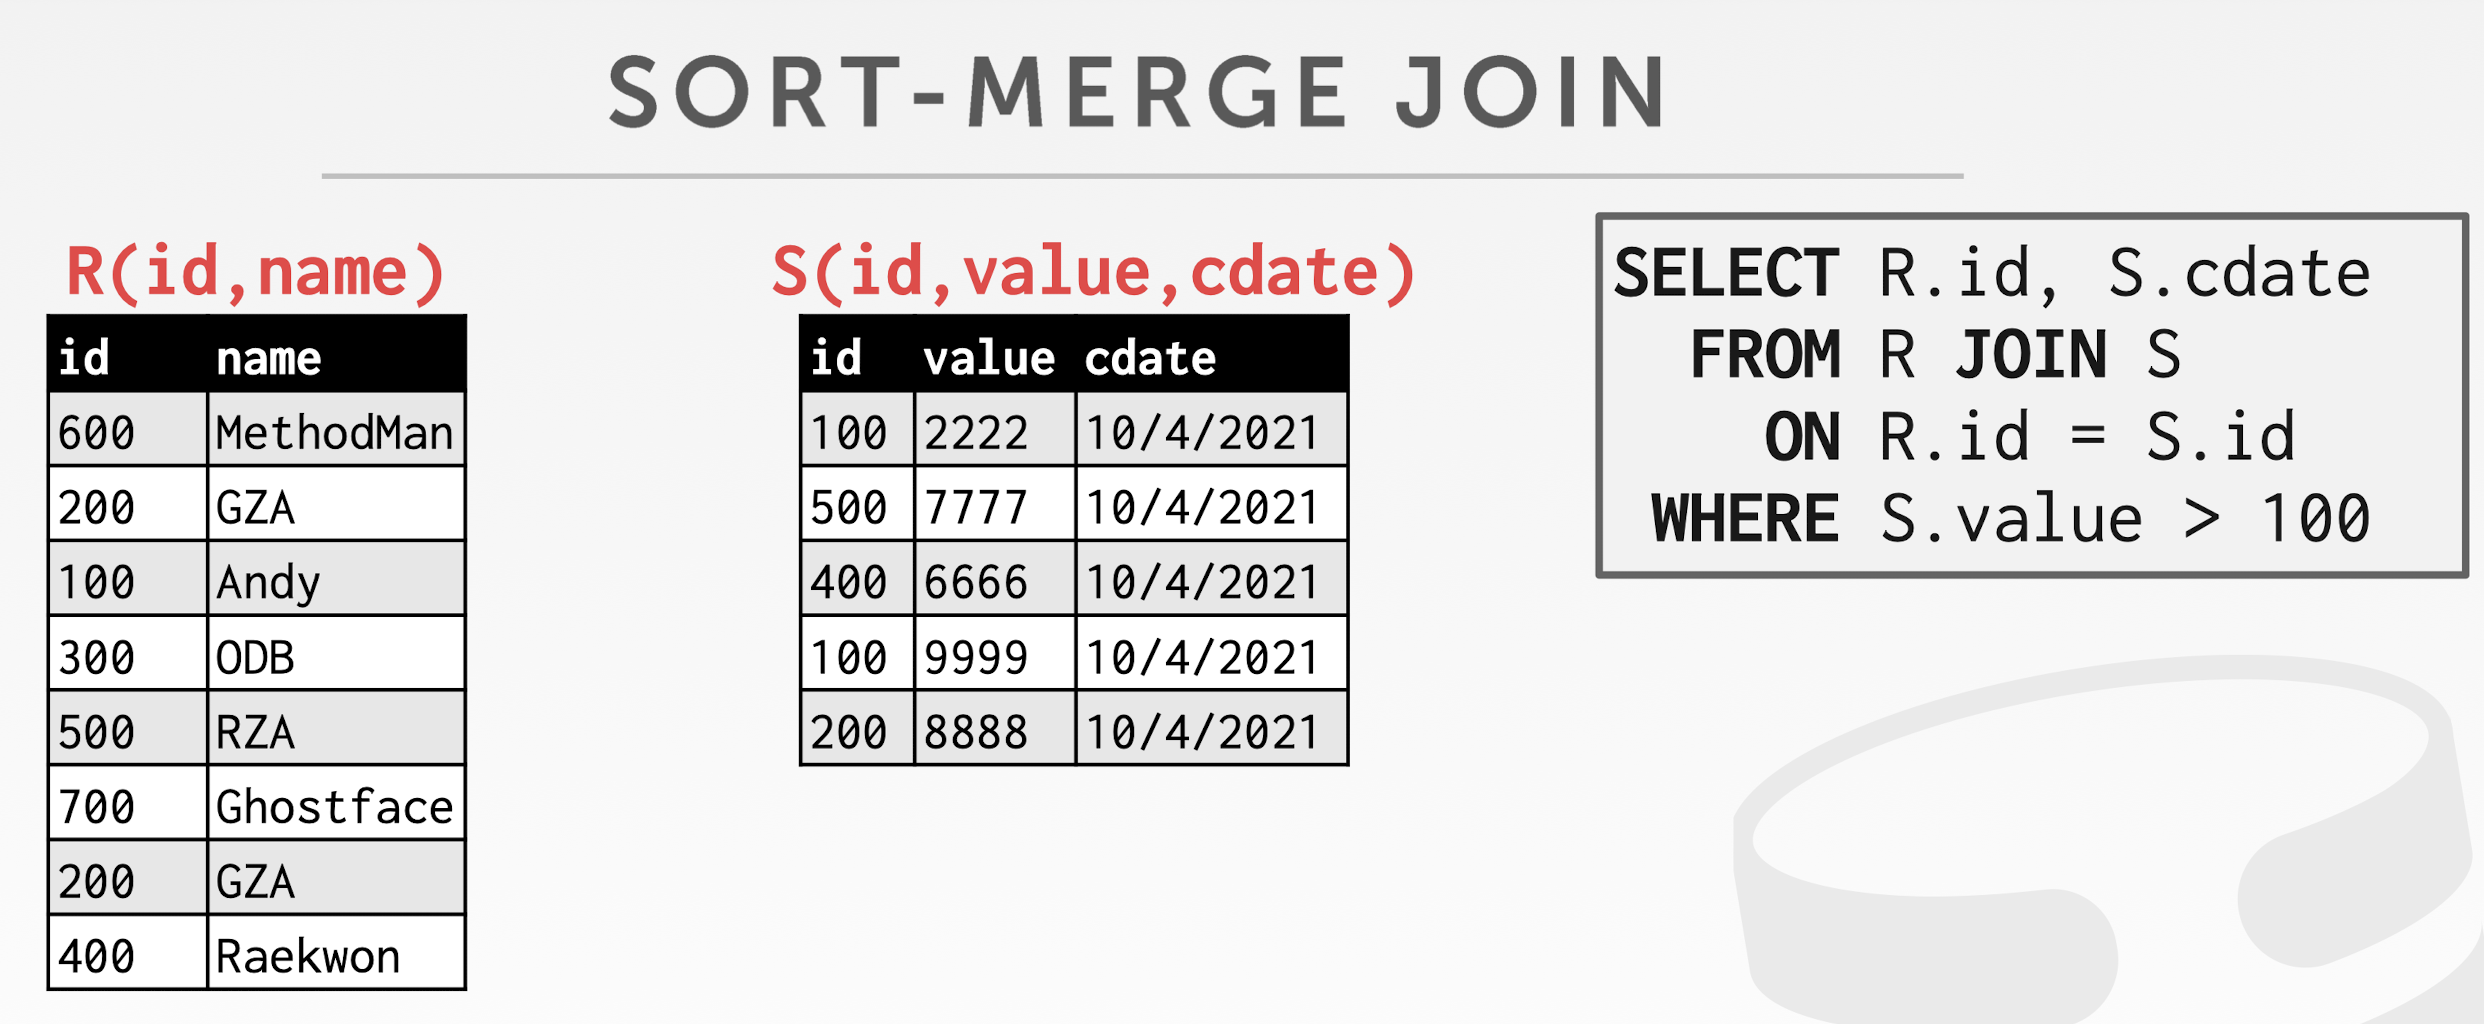 SORT-MERGE JOIN
R(id,name)
id name
600 MethodMan
200 GZA
100 Andy
300 ODB
500 RZA
700 Ghostface
200 GZA
400 Raekwon
S(id,value,cdate)
id value cdate
100 2222 10/4/2021
500 7777 10/4/2021
400 6666 10/4/2021
100 9999 10/4/2021
200 8888 10/4/2021
SELECT R.id, S.cdate
FROM R JOIN S
ON R.id = S.id
WHERE S.value > 100